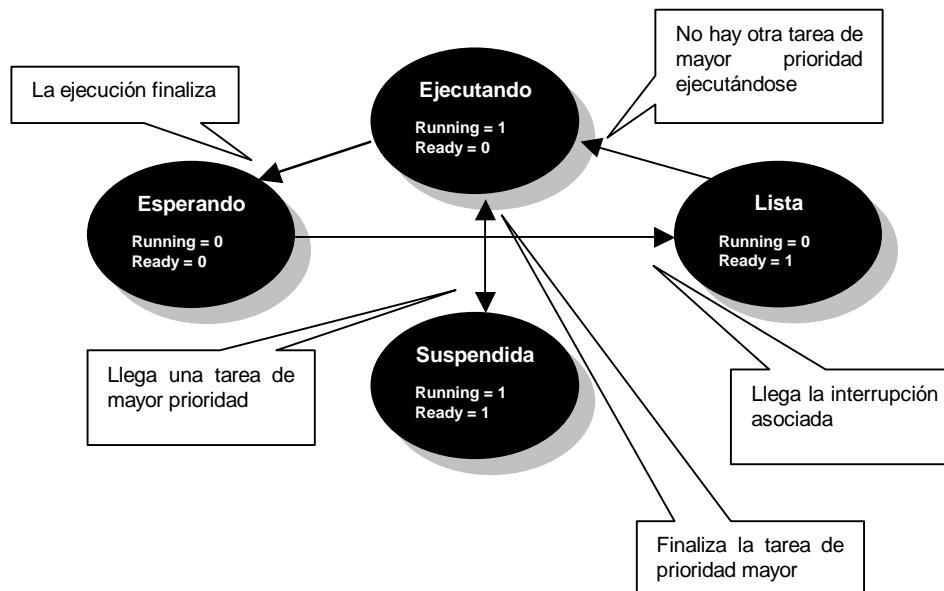 No hay otra tarea de
mayor prioridad
ejecutándose
La ejecución finaliza
Ejecutando
Running = 1
Ready = 0
Esperando
Running = 0
Ready = 0
Lista
Running = 0
Ready = 1
Llega una tarea de
mayor prioridad
Suspendida
Running = 1
Ready = 1
Llega la interrupción
asociada
Finaliza la tarea de
prioridad mayor